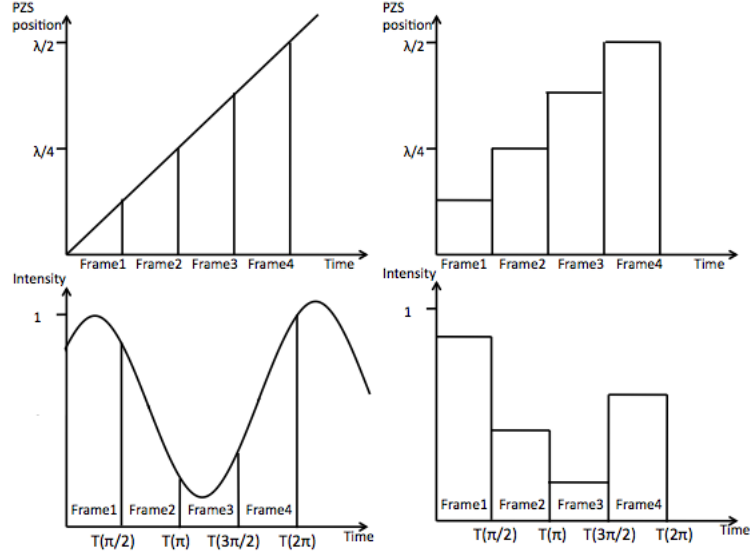 PZS
position
λ/2
λ/4
Frame1 Frame2 Frame3 Frame4 Time
PZS
position
λ/2
λ/4
Frame1 Frame2 Frame3 Frame4 Time
Intensity
1
Frame1 Frame2 Frame3 Frame4
T(π/2) T(π) T(3π/2) T(2π) Time
Intensity
1
Frame1 Frame2 Frame3 Frame4
T(π/2) T(π) T(3π/2) T(2π) Time